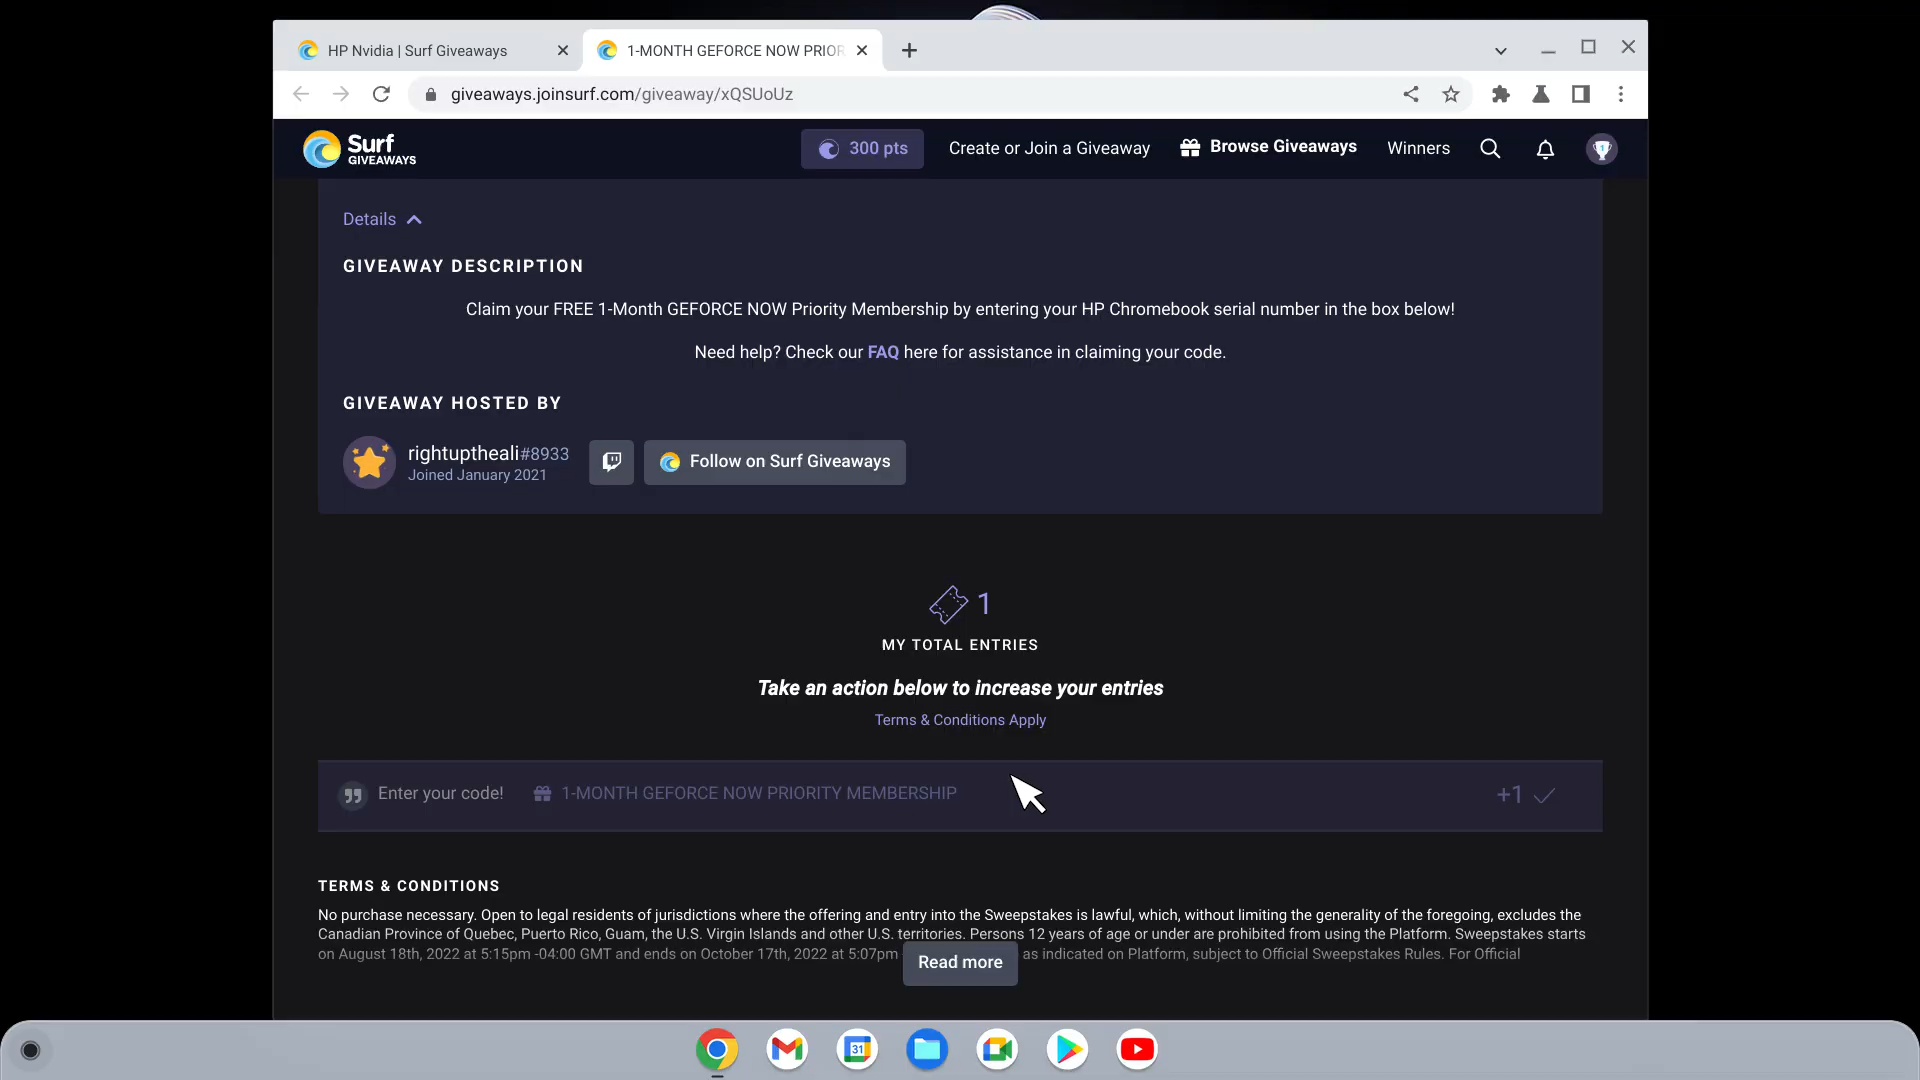 HP Nvidia | Surf Giveaways
1-MONTH GEFORCE NOW PRIOR
giveaways.joinsurf.com/giveaway/xQSUoUz
Surf
GIVEAWAYS
300 pts
Create or Join a Giveaway
Browse Giveaways
Winners
Details
GIVEAWAY DESCRIPTION
Claim your FREE 1-Month GEFORCE NOW Priority Membership by entering your HP Chromebook serial number in the box below!
Need help? Check our FAQ here for assistance in claiming your code.
GIVEAWAY HOSTED BY
rightuptheali#8933
Joined January 2021
Follow on Surf Giveaways
1
MY TOTAL ENTRIES
Take an action below to increase your entries
Terms & Conditions Apply
Enter your code!
1-MONTH GEFORCE NOW PRIORITY MEMBERSHIP
+1
TERMS & CONDITIONS
No purchase necessary. Open to legal residents of jurisdictions where the offering and entry into the Sweepstakes is lawful, which, without limiting the generality of the foregoing, excludes the
Canadian Province of Quebec, Puerto Rico, Guam, the U.S. Virgin Islands and other U.S. territories. Persons 12 years of age or under are prohibited from using the Platform. Sweepstakes starts
on August 18th, 2022 at 5:15pm -04:00 GMT and ends on October 17th, 2022 at 5:07pm as indicated on Platform, subject to Official Sweepstakes Rules. For Official
Read more
31